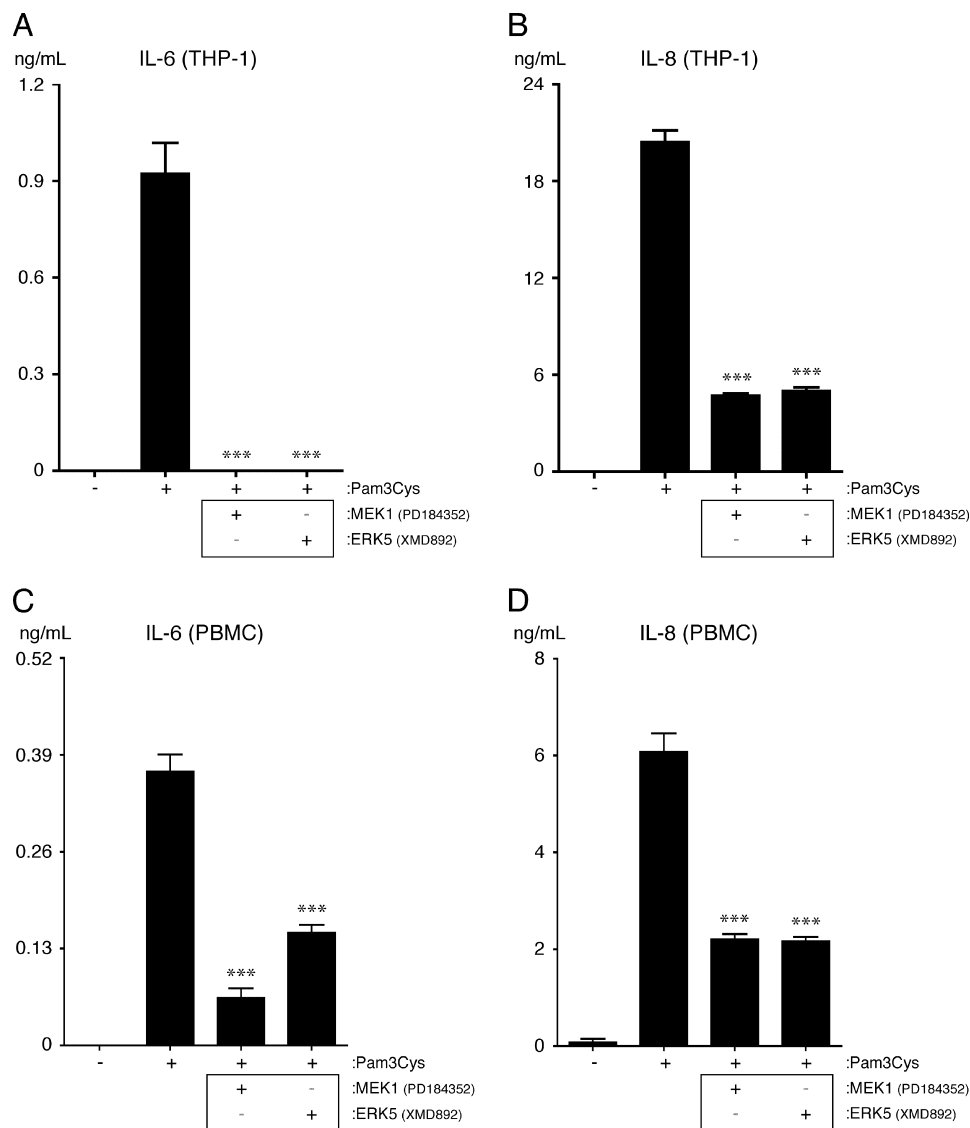 A
B
ng/mL IL-6 (THP-1)
ng/mL IL-8 (THP-1)
1.2
0.9
0.6
0.3
0
*** ***
- + + + :Pam3Cys
+ - :MEK1 (PD184352)
- + :ERK5 (XMD892)
24
18
12
6
0
*** ***
- + + + :Pam3Cys
+ - :MEK1 (PD184352)
- + :ERK5 (XMD892)
C
D
ng/mL IL-6 (PBMC)
ng/mL IL-8 (PBMC)
0.52
0.39
0.26
0.13
0
***
***
- + + + :Pam3Cys
+ - :MEK1 (PD184352)
- + :ERK5 (XMD892)
8
6
4
2
0
*** ***
- + + + :Pam3Cys
+ - :MEK1 (PD184352)
- + :ERK5 (XMD892)